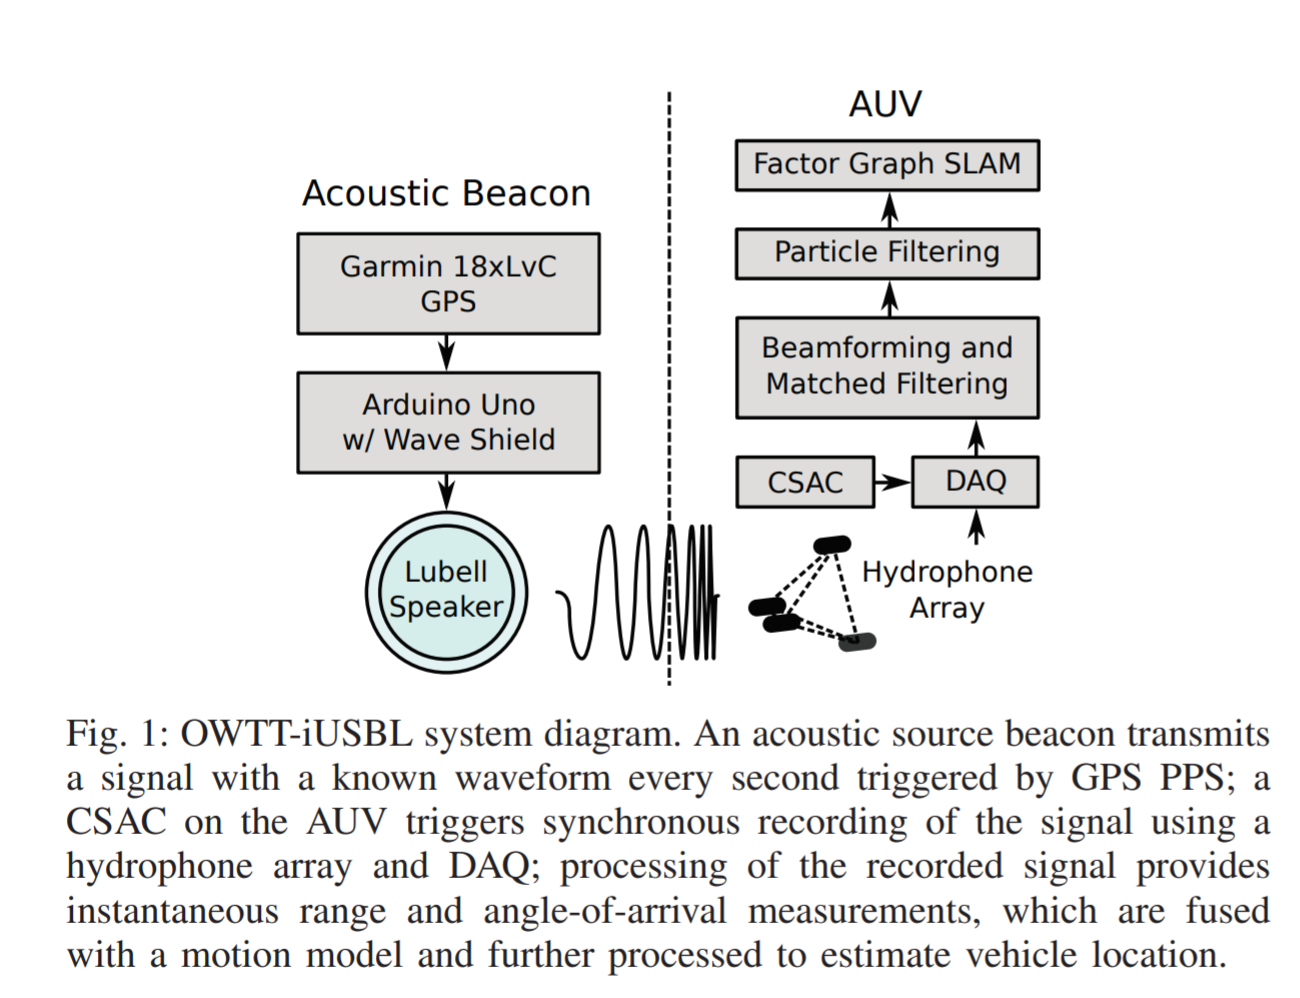 Acoustic Beacon
Garmin 18xLvC
GPS
Arduino Uno
w/ Wave Shield
Lubell
Speaker
AUV
Factor Graph SLAM
Particle Filtering
Beamforming and
Matched Filtering
CSAC
DAQ
Hydrophone
Array
Fig. 1: OWTT-iUSBL system diagram. An acoustic source beacon transmits
a signal with a known waveform every second triggered by GPS PPS; a
CSAC on the AUV triggers synchronous recording of the signal using a
hydrophone array and DAQ; processing of the recorded signal provides
instantaneous range and angle-of-arrival measurements, which are fused
with a motion model and further processed to estimate vehicle location.